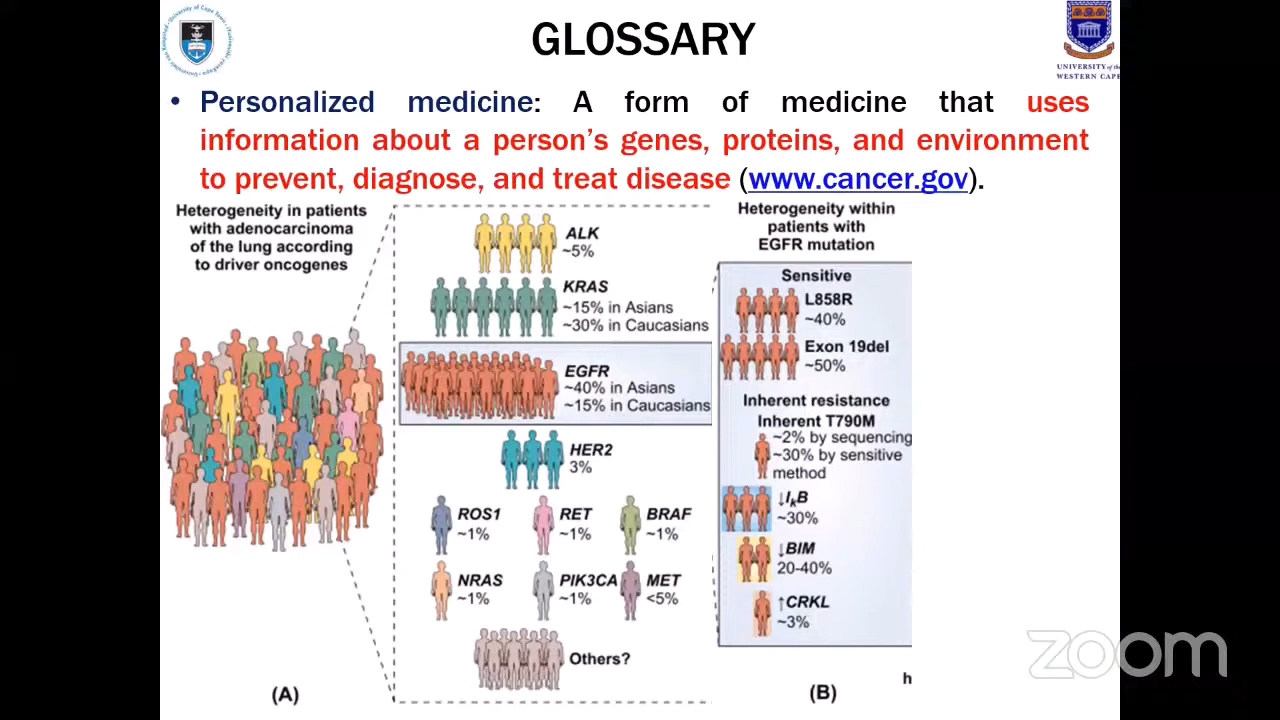 GLOSSARY
UNIVERSITY of the
WESTERN CAPE
• Personalized medicine: A form of medicine that uses
information about a person's genes, proteins, and environment
to prevent, diagnose, and treat disease (www.cancer.gov).
Heterogeneity in patients
with adenocarcinoma
of the lung according
to driver oncogenes
(A)
ALK
~5%
KRAS
~15% in Asians
~30% in Caucasians
EGFR
~40% in Asians
~15% in Caucasians
HER2
3%
ROS1
~1%
RET
~1%
BRAF
~1%
NRAS
~1%
PIK3CA
~1%
MET
<5%
Others?
Heterogeneity within
patients with
EGFR mutation
Sensitive
L858R
~40%
Exon 19del
~50%
Inherent resistance
Inherent T790M
~2% by sequencing
~30% by sensitive
method
↓IkB
~30%
↓BIM
20-40%
↑CRKL
~3%
(B)
h
zoom